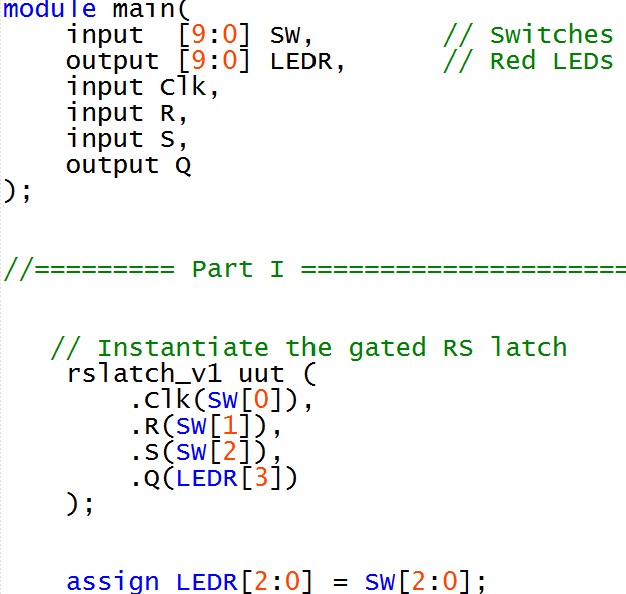 module main(
input [9:0] SW, // Switches
output [9:0] LEDR, // Red LEDs
input Clk,
input R,
input S,
output Q
);
//========= Part I =====================
// Instantiate the gated RS latch
rslatch_v1 uut (
.Clk(SW[0]),
.R(SW[1]),
.S(SW[2]),
.Q(LEDR[3])
);
assign LEDR[2:0] = SW[2:0];